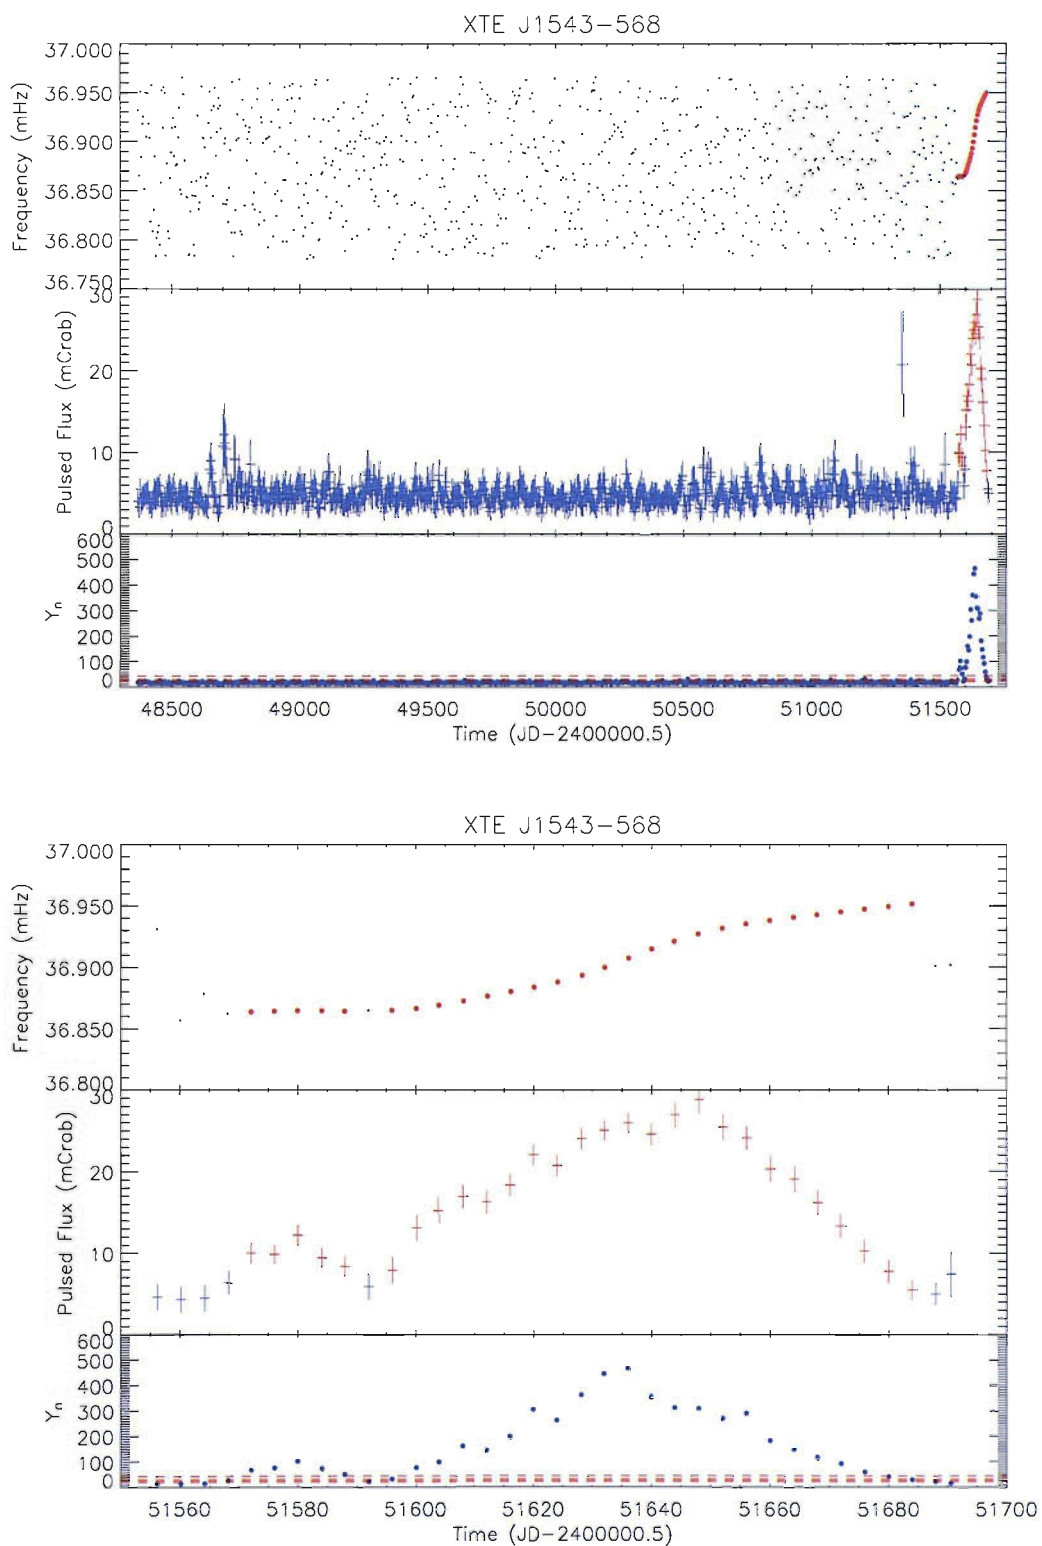 XTE J1543-568
37.000
36.950
36.900
36.850
36.800
36.750
Frequency (mHz)
30
20
10
0
Pulsed Flux (mCrab)
600
500
400
300
200
100
0
Yn
48500 49000 49500 50000 50500 51000 51500
Time (JD-2400000.5)
XTE J1543-568
37.000
36.950
36.900
36.850
36.800
Frequency (mHz)
30
20
10
0
Pulsed Flux (mCrab)
600
500
400
300
200
100
0
Yn
51560 51580 51600 51620 51640 51660 51680 51700
Time (JD-2400000.5)